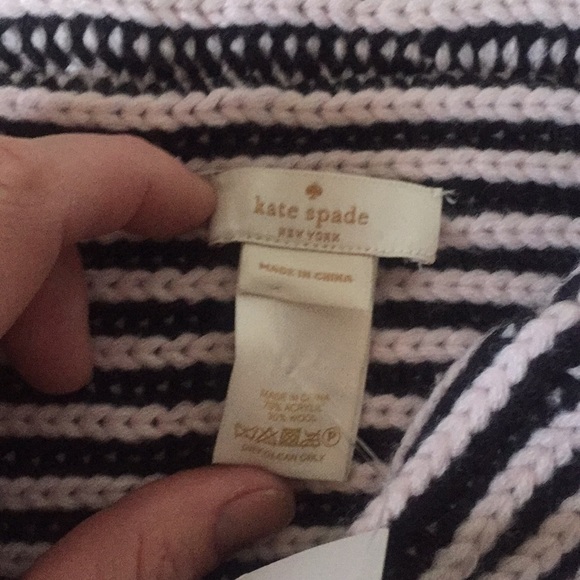 kate spade
NEW YORK
MADE IN CHINA
MADE IN CHINA
70% ACRYLIC
30% WOOL
P
DRY CLEAN ONLY